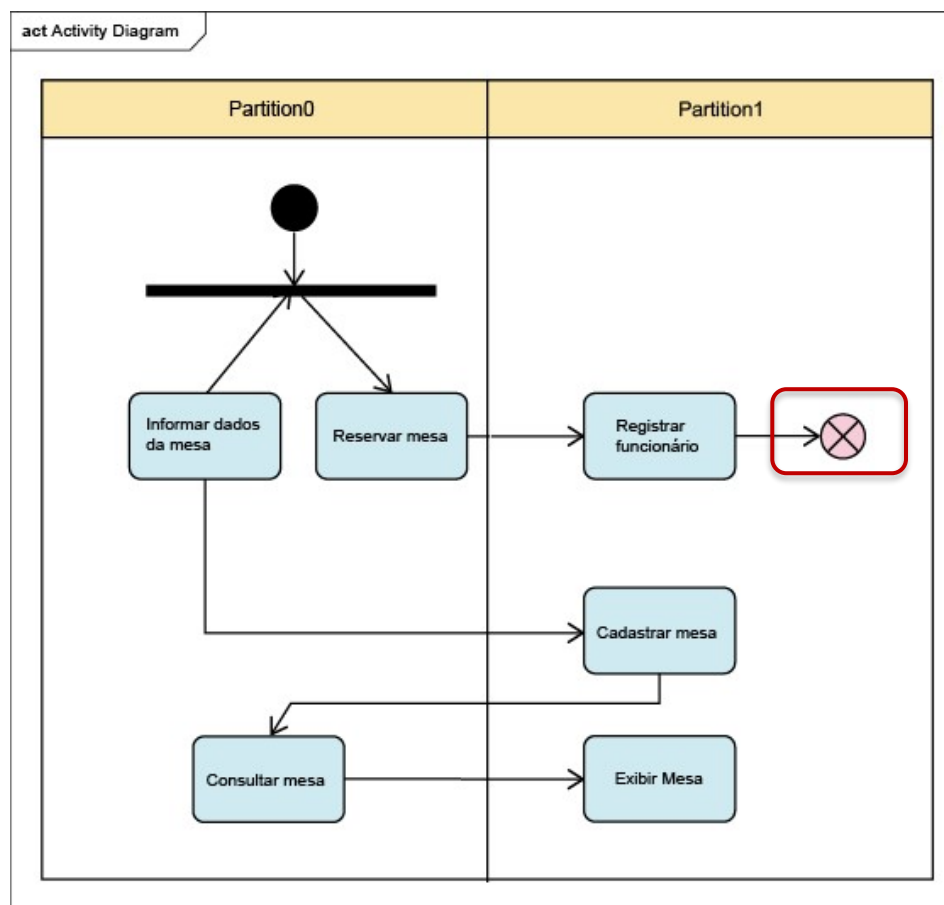 act Activity Diagram
Partition0
Partition1
Informar dados
da mesa
Reservar mesa
Registrar
funcionário
Cadastrar mesa
Consultar mesa
Exibir Mesa